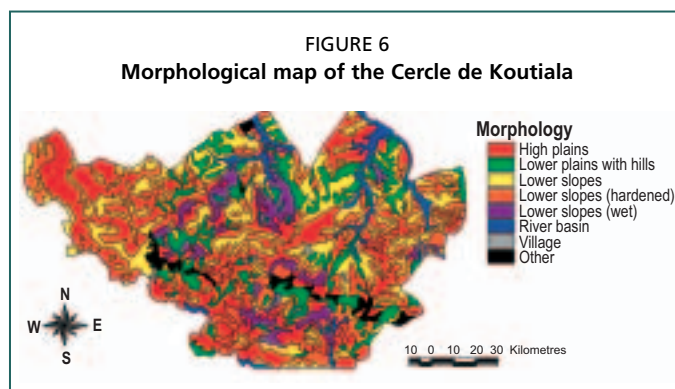 FIGURE 6
Morphological map of the Cercle de Koutiala
Morphology
High plains
Lower plains with hills
Lower slopes
Lower slopes (hardened)
Lower slopes (wet)
River basin
Village
Other
N
W E
S
10 0 10 20 30 Kilometres